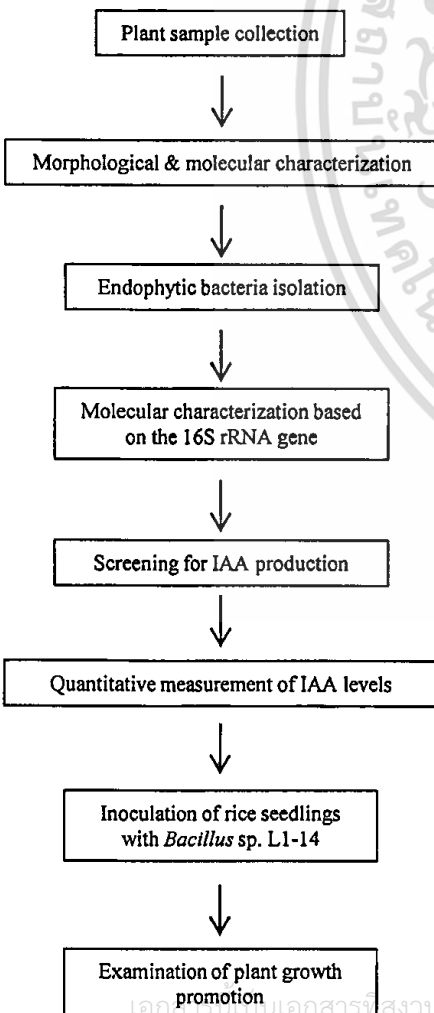 Plant sample collection
Morphological & molecular characterization
Endophytic bacteria isolation
Molecular characterization based
on the 16S rRNA gene
Screening for IAA production
Quantitative measurement of IAA levels
Inoculation of rice seedlings
with Bacillus sp. L1-14
Examination of plant growth
promotion